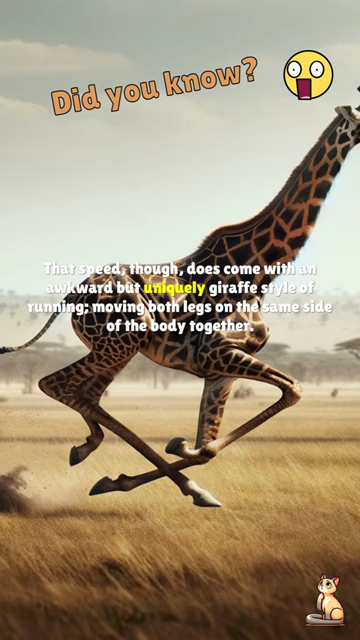 Did you know?
That speed, though, does come with an
awkward but uniquely giraffe style of
running; moving both legs on the same side
of the body together.